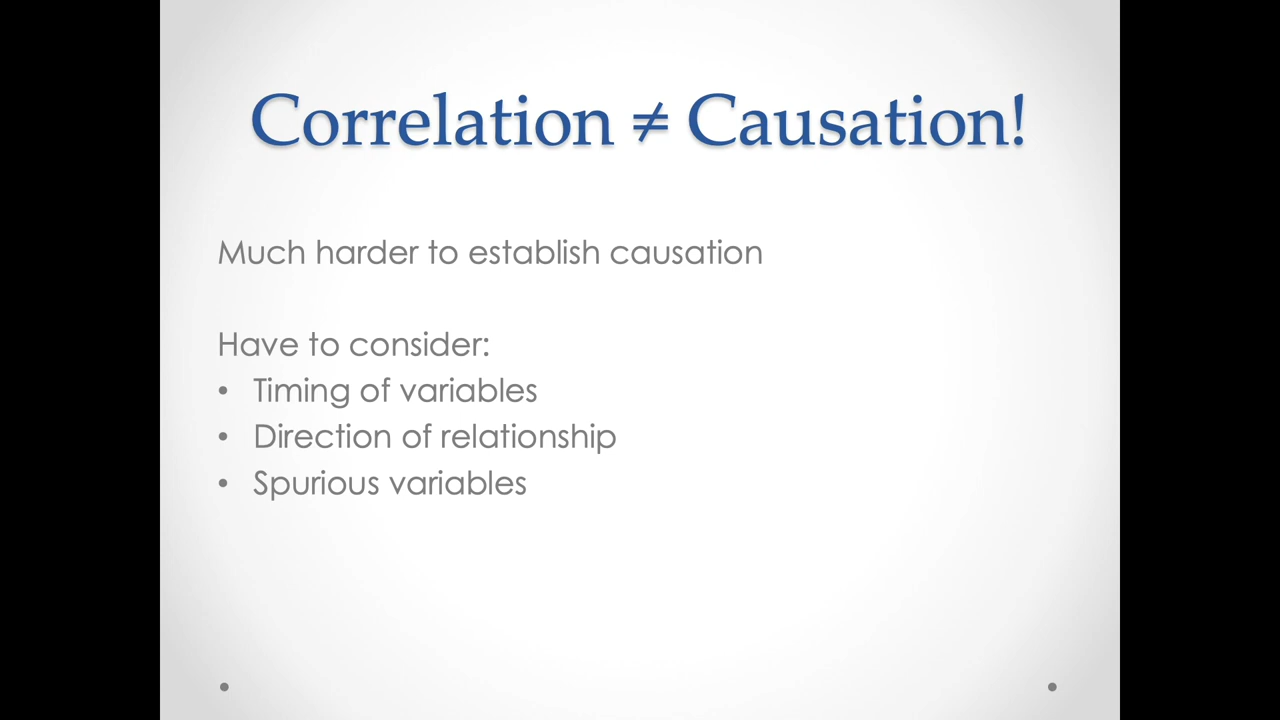 Correlation ≠ Causation!
Much harder to establish causation
Have to consider:
• Timing of variables
• Direction of relationship
• Spurious variables